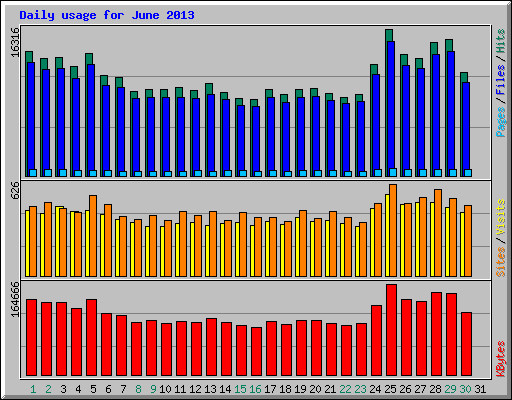 Daily usage for June 2013
16316
Pages / Files / Hits
626
Sites / Visits
164666
KBytes
1 2 3 4 5 6 7 8 9 10 11 12 13 14 15 16 17 18 19 20 21 22 23 24 25 26 27 28 29 30 31